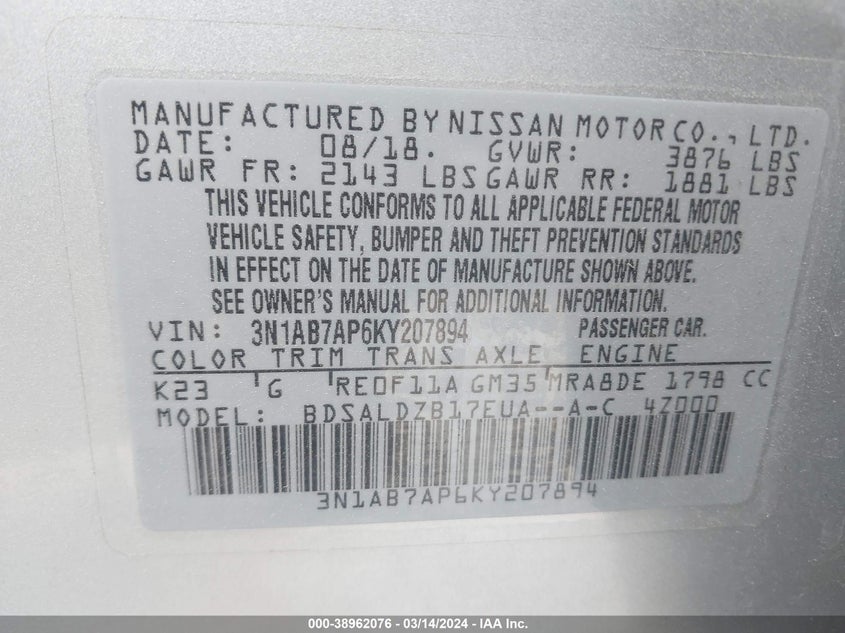 MANUFACTURED BY NISSAN MOTOR CO., LTD.
DATE: 08/18. GVWR: 3876 LBS
GAWR FR: 2143 LBS GAWR RR: 1881 LBS
THIS VEHICLE CONFORMS TO ALL APPLICABLE FEDERAL MOTOR
VEHICLE SAFETY, BUMPER AND THEFT PREVENTION STANDARDS
IN EFFECT ON THE DATE OF MANUFACTURE SHOWN ABOVE.
SEE OWNER'S MANUAL FOR ADDITIONAL INFORMATION.
VIN: 3N1AB7AP6KY207894 PASSENGER CAR.
COLOR TRIM TRANS AXLE ENGINE
K23 G RE0F11A GM35 MRA8DE 1798 CC
MODEL: BDSALDZB17EUA--A-C 4Z000
3N1AB7AP6KY207894
000-38962076 - 03/14/2024 - IAA Inc.